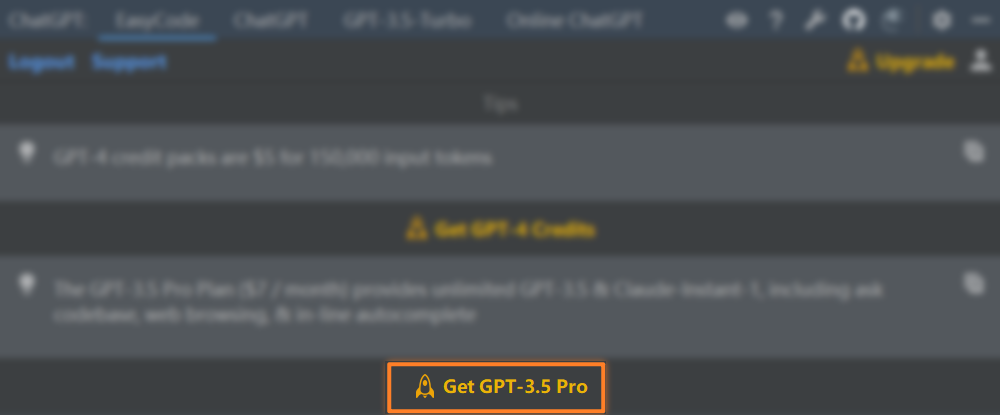 ChatGPT: EasyCode ChatGPT GPT-3.5-Turbo Online ChatGPT
Logout Support Upgrade
Tips
GPT-4 credit packs are $5 for 150,000 input tokens
Get GPT-4 Credits
The GPT-3.5 Pro Plan ($7 / month) provides unlimited GPT-3.5 & Claude-Instant-1, including ask
codebase, web browsing, & in-line autocomplete
Get GPT-3.5 Pro